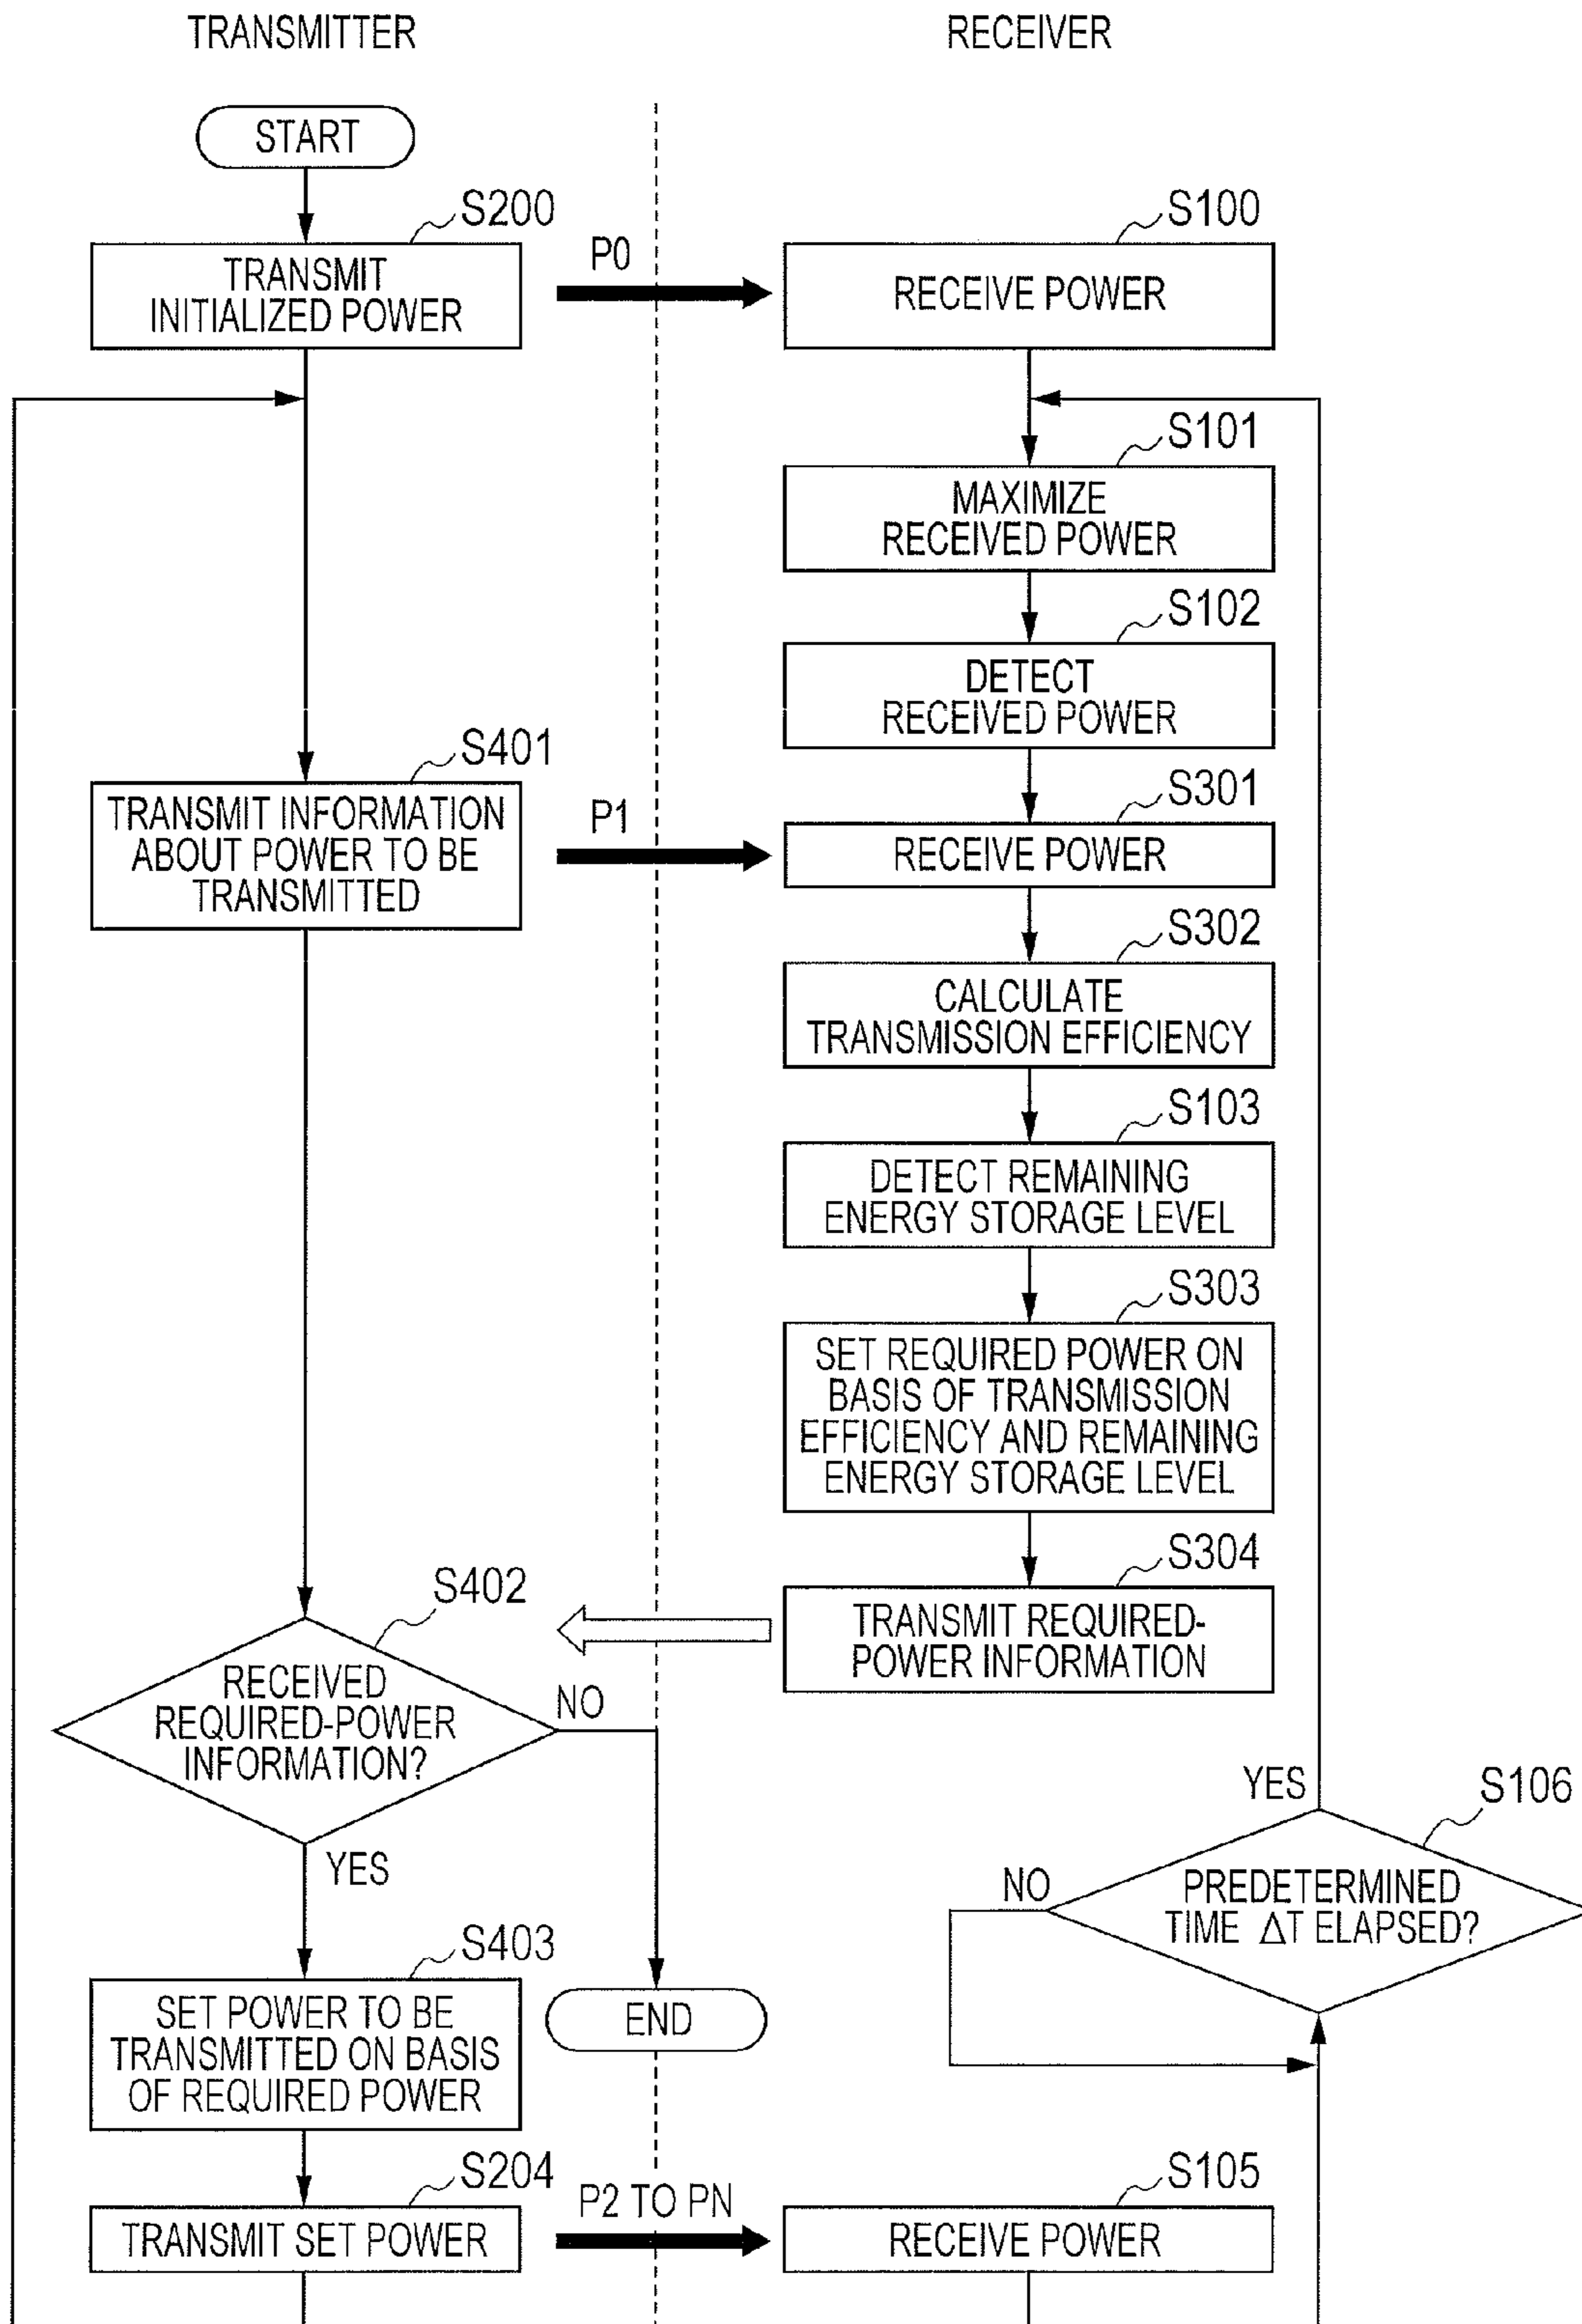 TRANSMITTER
RECEIVER
START
S200
TRANSMIT
INITIALIZED POWER
P0
S100
RECEIVE POWER
S101
MAXIMIZE
RECEIVED POWER
S102
DETECT
RECEIVED POWER
S401
TRANSMIT INFORMATION
ABOUT POWER TO BE
TRANSMITTED
P1
S301
RECEIVE POWER
S302
CALCULATE
TRANSMISSION EFFICIENCY
S103
DETECT REMAINING
ENERGY STORAGE LEVEL
S303
SET REQUIRED POWER ON
BASIS OF TRANSMISSION
EFFICIENCY AND REMAINING
ENERGY STORAGE LEVEL
S304
TRANSMIT REQUIRED-
POWER INFORMATION
S402
RECEIVED
REQUIRED-POWER
INFORMATION?
NO
YES
YES
S106
PREDETERMINED
TIME ΔT ELAPSED?
NO
S403
SET POWER TO BE
TRANSMITTED ON BASIS
OF REQUIRED POWER
END
S204
TRANSMIT SET POWER
P2 TO PN
S105
RECEIVE POWER